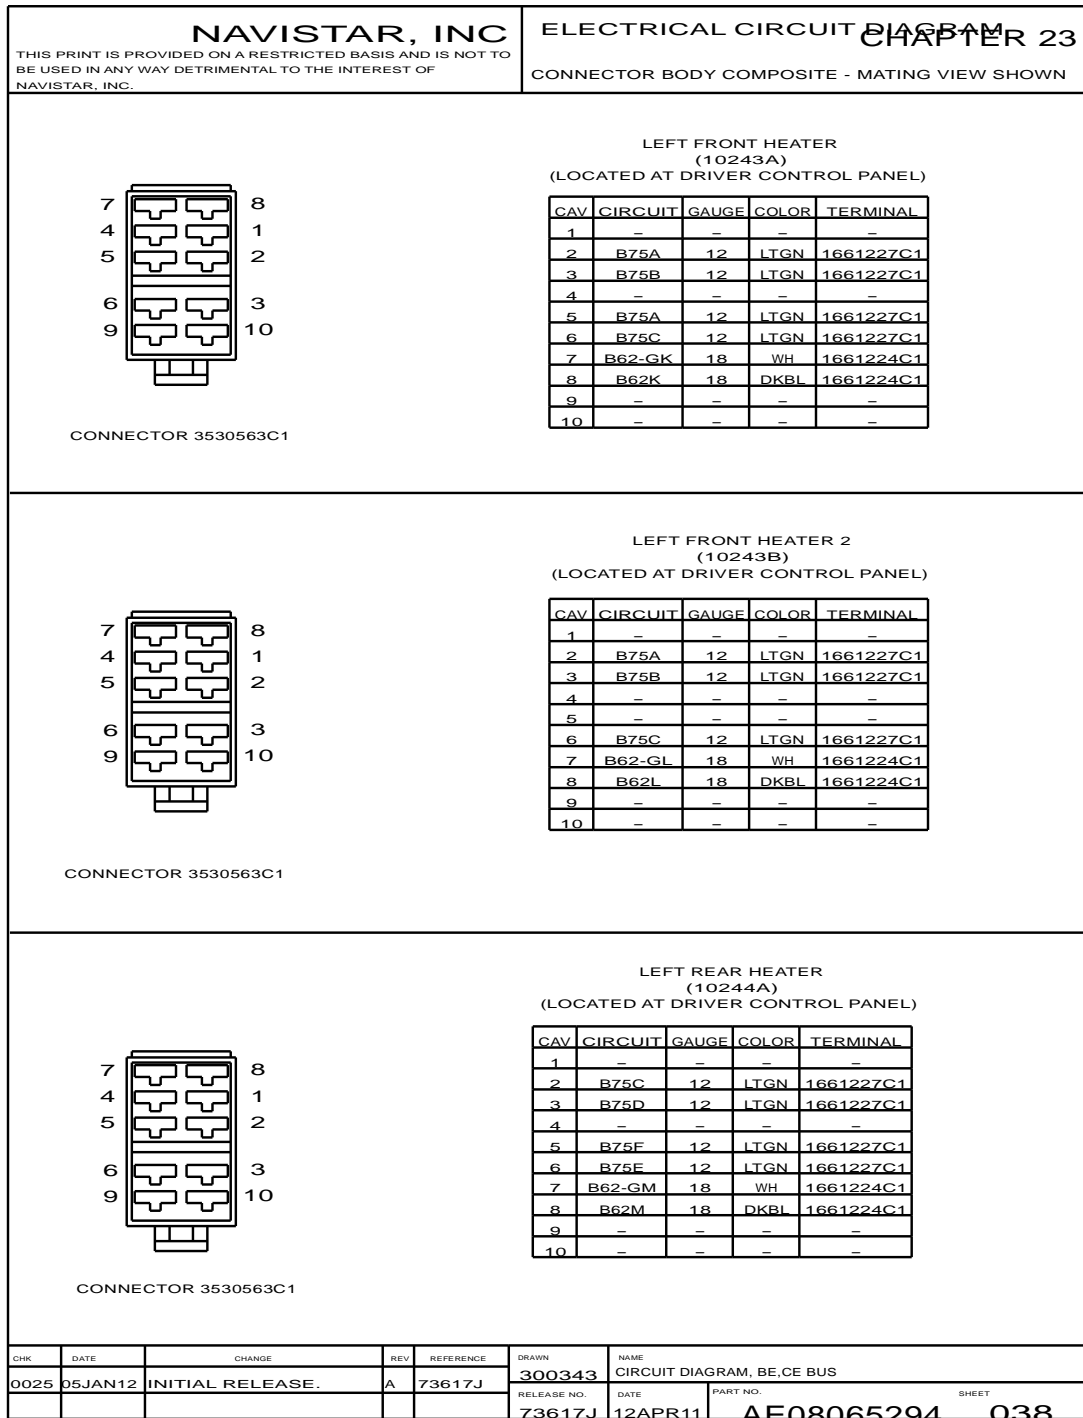 NAVISTAR, INC
THIS PRINT IS PROVIDED ON A RESTRICTED BASIS AND IS NOT TO
BE USED IN ANY WAY DETRIMENTAL TO THE INTEREST OF
NAVISTAR, INC.
ELECTRICAL CIRCUIT DIAGRAM
CHAPTER 23
CONNECTOR BODY COMPOSITE - MATING VIEW SHOWN
LEFT FRONT HEATER
(10243A)
(LOCATED AT DRIVER CONTROL PANEL)
7 8
4 1
5 2
6 3
9 10
CONNECTOR 3530563C1
CAV CIRCUIT GAUGE COLOR TERMINAL
1 – – – –
2 B75A 12 LTGN 1661227C1
3 B75B 12 LTGN 1661227C1
4 – – – –
5 B75A 12 LTGN 1661227C1
6 B75C 12 LTGN 1661227C1
7 B62-GK 18 WH 1661224C1
8 B62K 18 DKBL 1661224C1
9 – – – –
10 – – – –
LEFT FRONT HEATER 2
(10243B)
(LOCATED AT DRIVER CONTROL PANEL)
7 8
4 1
5 2
6 3
9 10
CONNECTOR 3530563C1
CAV CIRCUIT GAUGE COLOR TERMINAL
1 – – – –
2 B75A 12 LTGN 1661227C1
3 B75B 12 LTGN 1661227C1
4 – – – –
5 – – – –
6 B75C 12 LTGN 1661227C1
7 B62-GL 18 WH 1661224C1
8 B62L 18 DKBL 1661224C1
9 – – – –
10 – – – –
LEFT REAR HEATER
(10244A)
(LOCATED AT DRIVER CONTROL PANEL)
7 8
4 1
5 2
6 3
9 10
CONNECTOR 3530563C1
CAV CIRCUIT GAUGE COLOR TERMINAL
1 – – – –
2 B75C 12 LTGN 1661227C1
3 B75D 12 LTGN 1661227C1
4 – – – –
5 B75F 12 LTGN 1661227C1
6 B75E 12 LTGN 1661227C1
7 B62-GM 18 WH 1661224C1
8 B62M 18 DKBL 1661224C1
9 – – – –
10 – – – –
CHK DATE CHANGE REV REFERENCE
0025 05JAN12 INITIAL RELEASE. A 73617J
DRAWN
300343
NAME
CIRCUIT DIAGRAM, BE,CE BUS
RELEASE NO. DATE PART NO. SHEET
73617J 12APR11 AE08065294 038